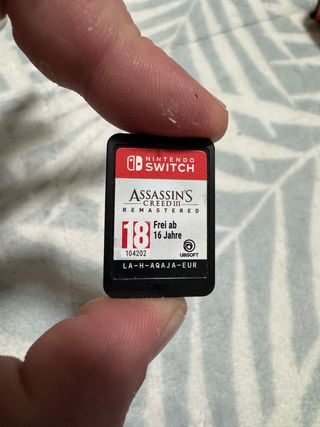 NINTENDO
SWITCH
ASSASSIN'S
CREED III
REMASTERED
18
Frei ab
16 Jahre
104202
UBISOFT
LA-H-AQAJA-EUR